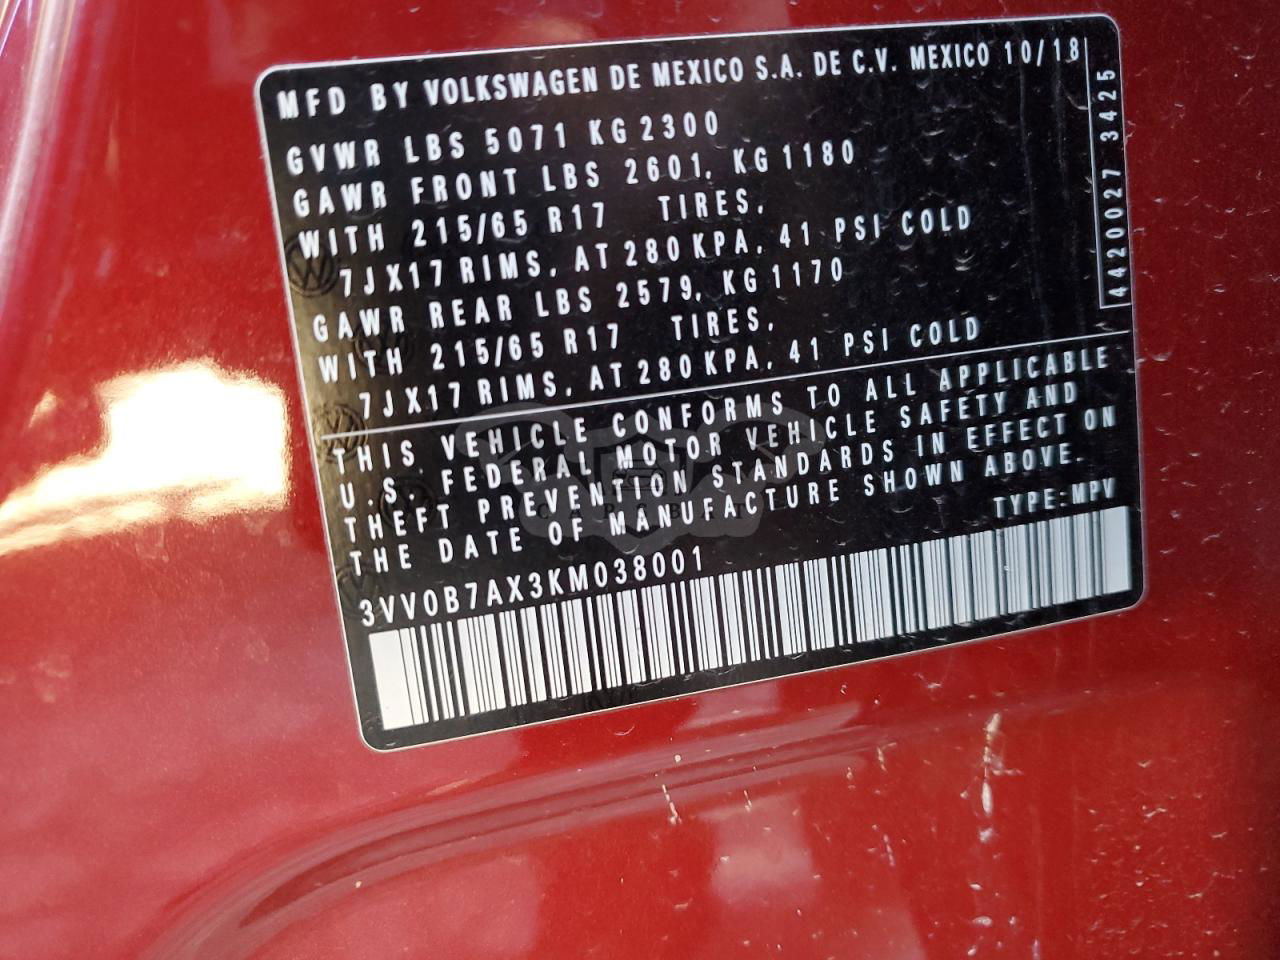 MFD BY VOLKSWAGEN DE MEXICO S.A. DE C.V. MEXICO 10/18
GVWR LBS 5071 KG 2300
GAWR FRONT LBS 2601, KG 1180
WITH 215/65 R17 TIRES,
7JX17 RIMS, AT 280 KPA, 41 PSI COLD
GAWR REAR LBS 2579, KG 1170
WITH 215/65 R17 TIRES,
7JX17 RIMS, AT 280 KPA, 41 PSI COLD
4420027 3425
THIS VEHICLE CONFORMS TO ALL APPLICABLE
U.S. FEDERAL MOTOR VEHICLE SAFETY AND
THEFT PREVENTION STANDARDS IN EFFECT ON
THE DATE OF MANUFACTURE SHOWN ABOVE.
TYPE: MPV
3VV0B7AX3KM038001